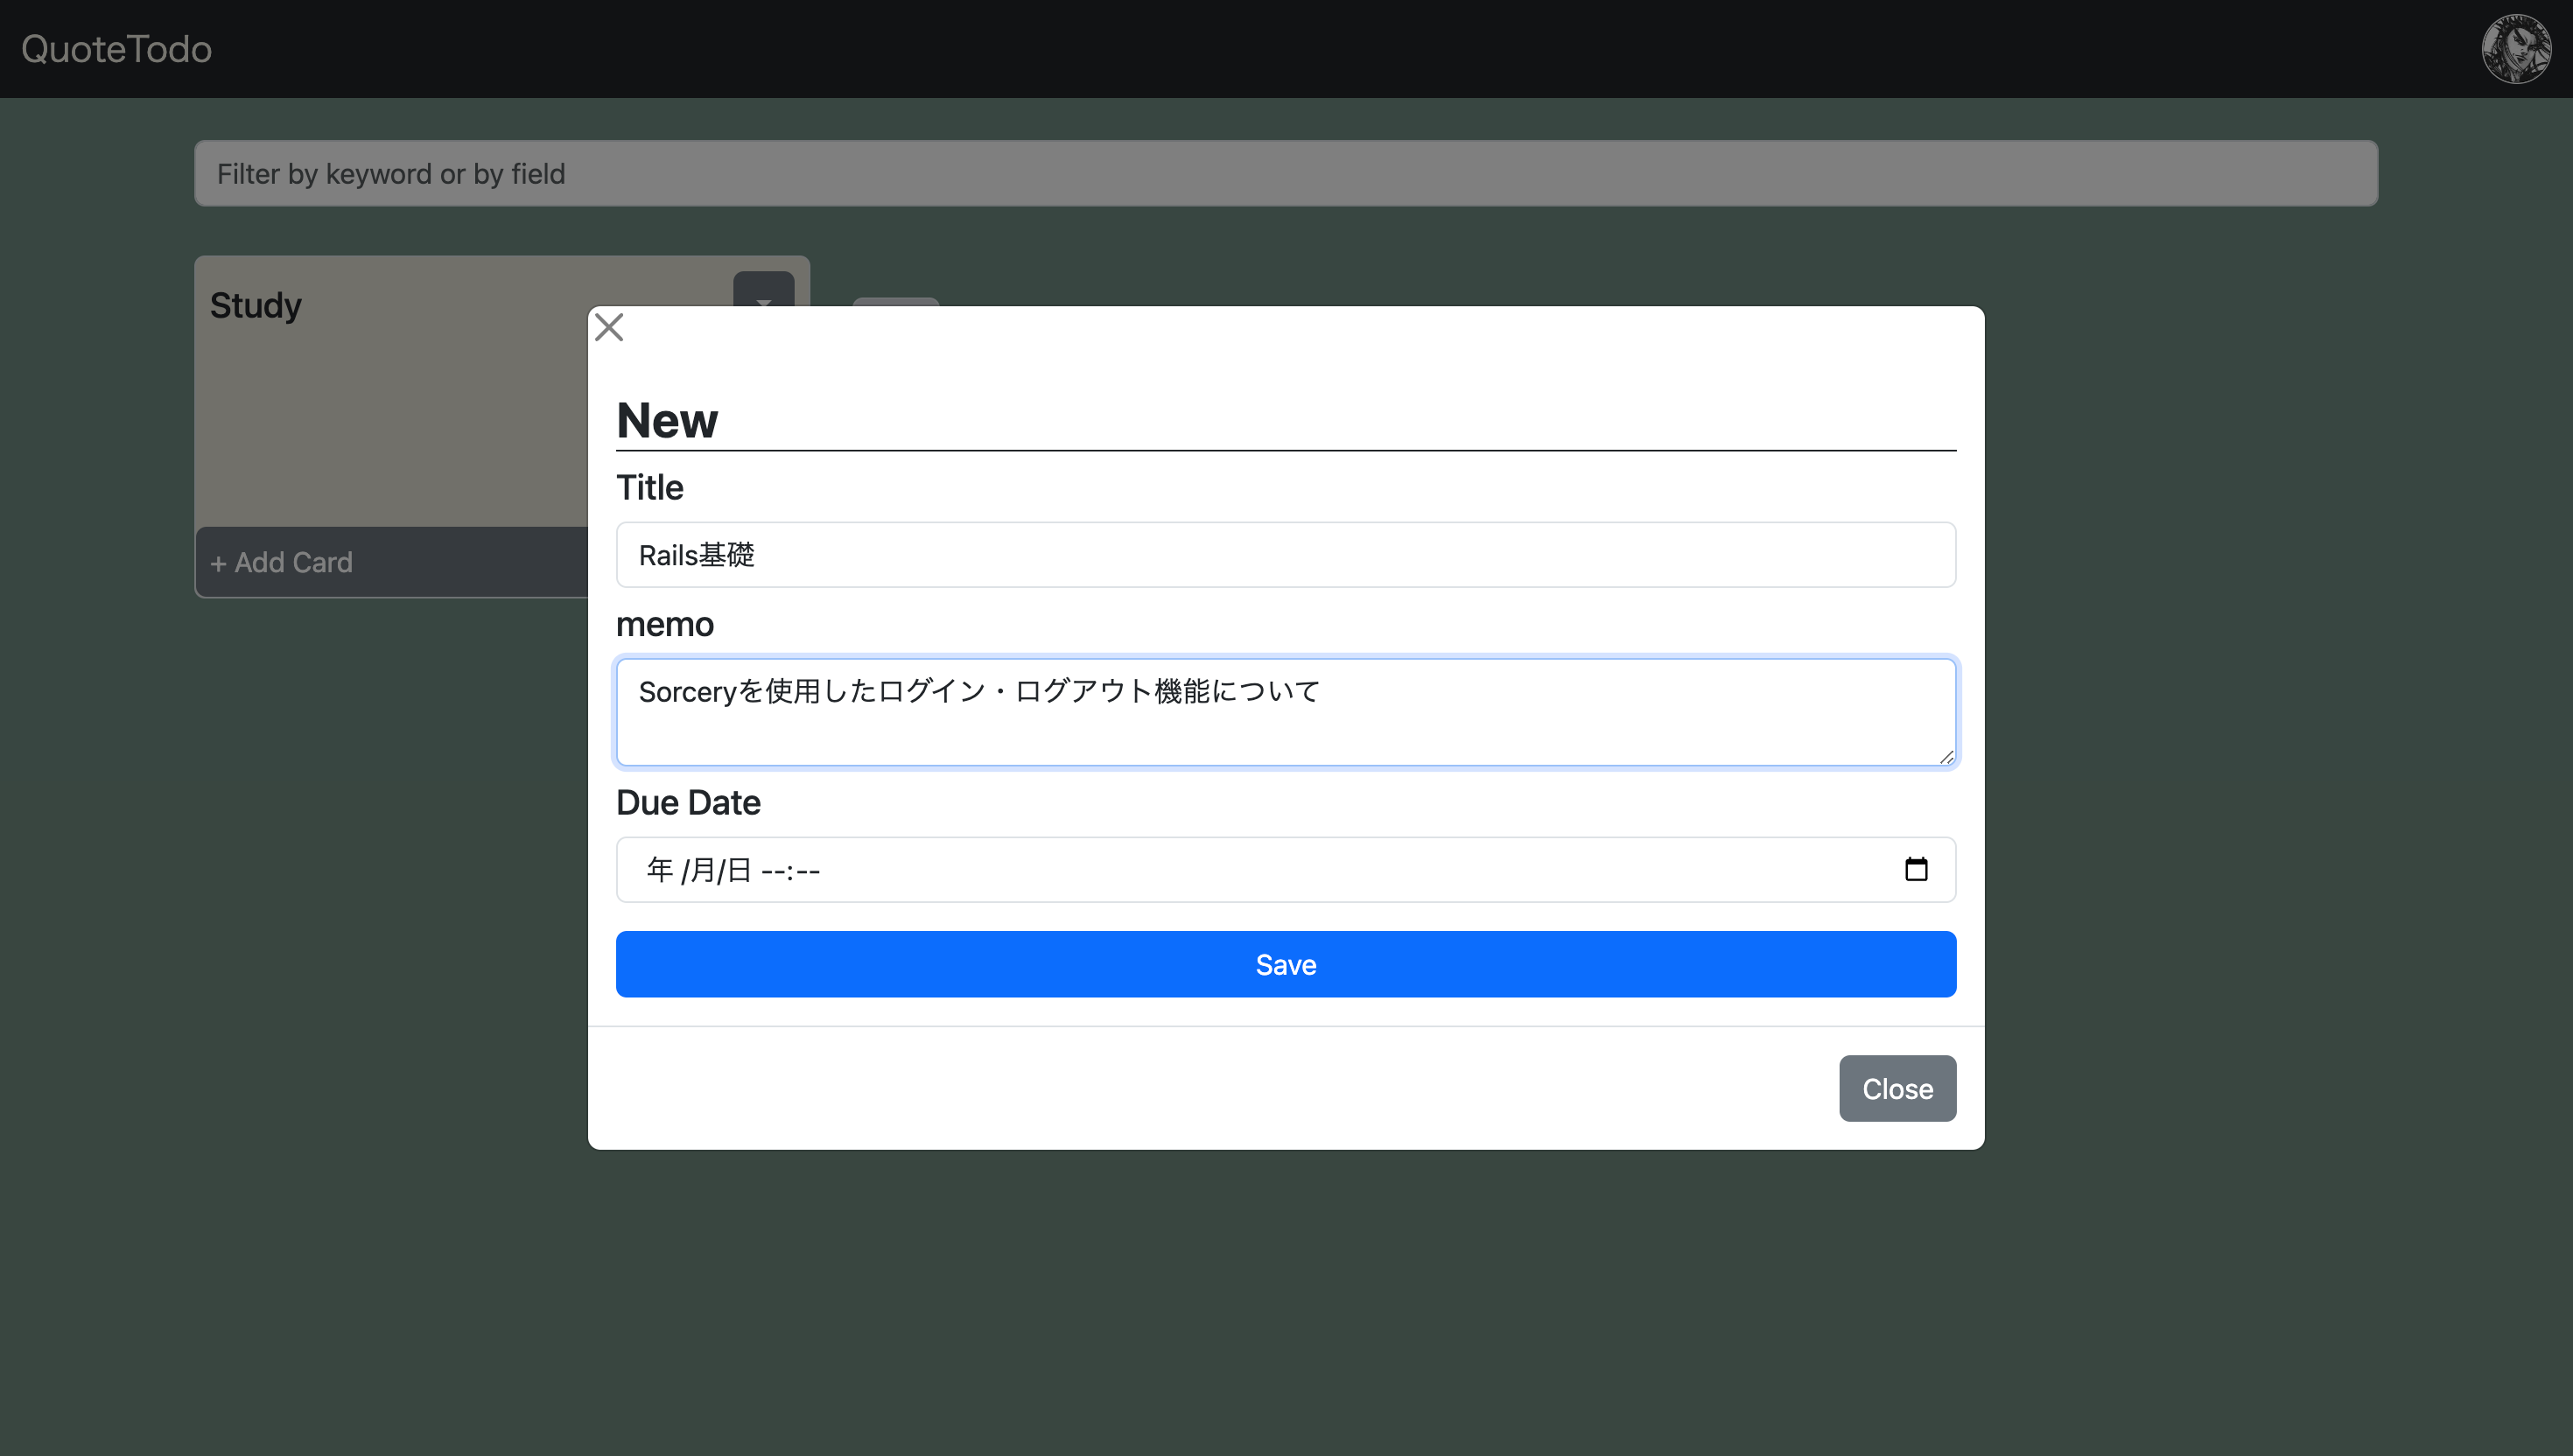 QuoteTodo
Filter by keyword or by field
Study
+ Add Card
New
Title
Rails基礎
memo
Sorceryを使用したログイン・ログアウト機能について
Due Date
年 /月/日 --:--
Save
Close